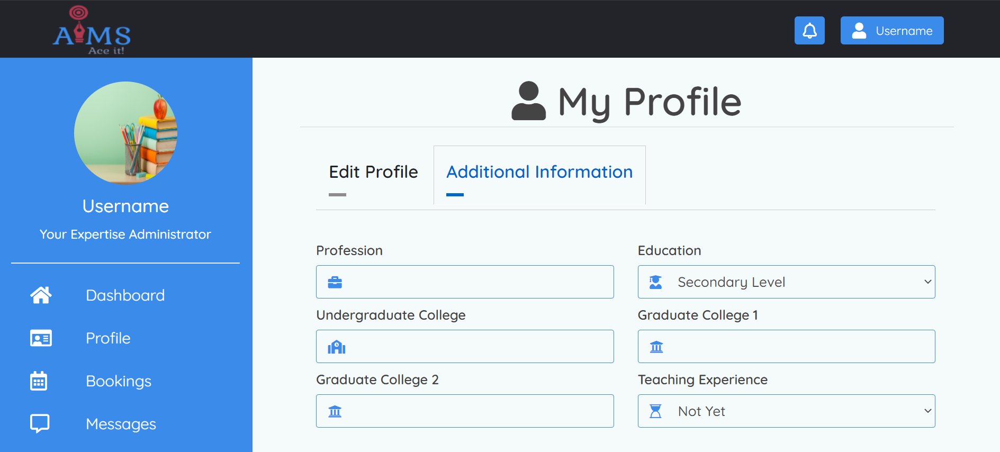 AIMS
Ace it!
Username
Username
Your Expertise Administrator
Dashboard
Profile
Bookings
Messages
My Profile
Edit Profile
Additional Information
Profession
Education
Secondary Level
Undergraduate College
Graduate College 1
Graduate College 2
Teaching Experience
Not Yet